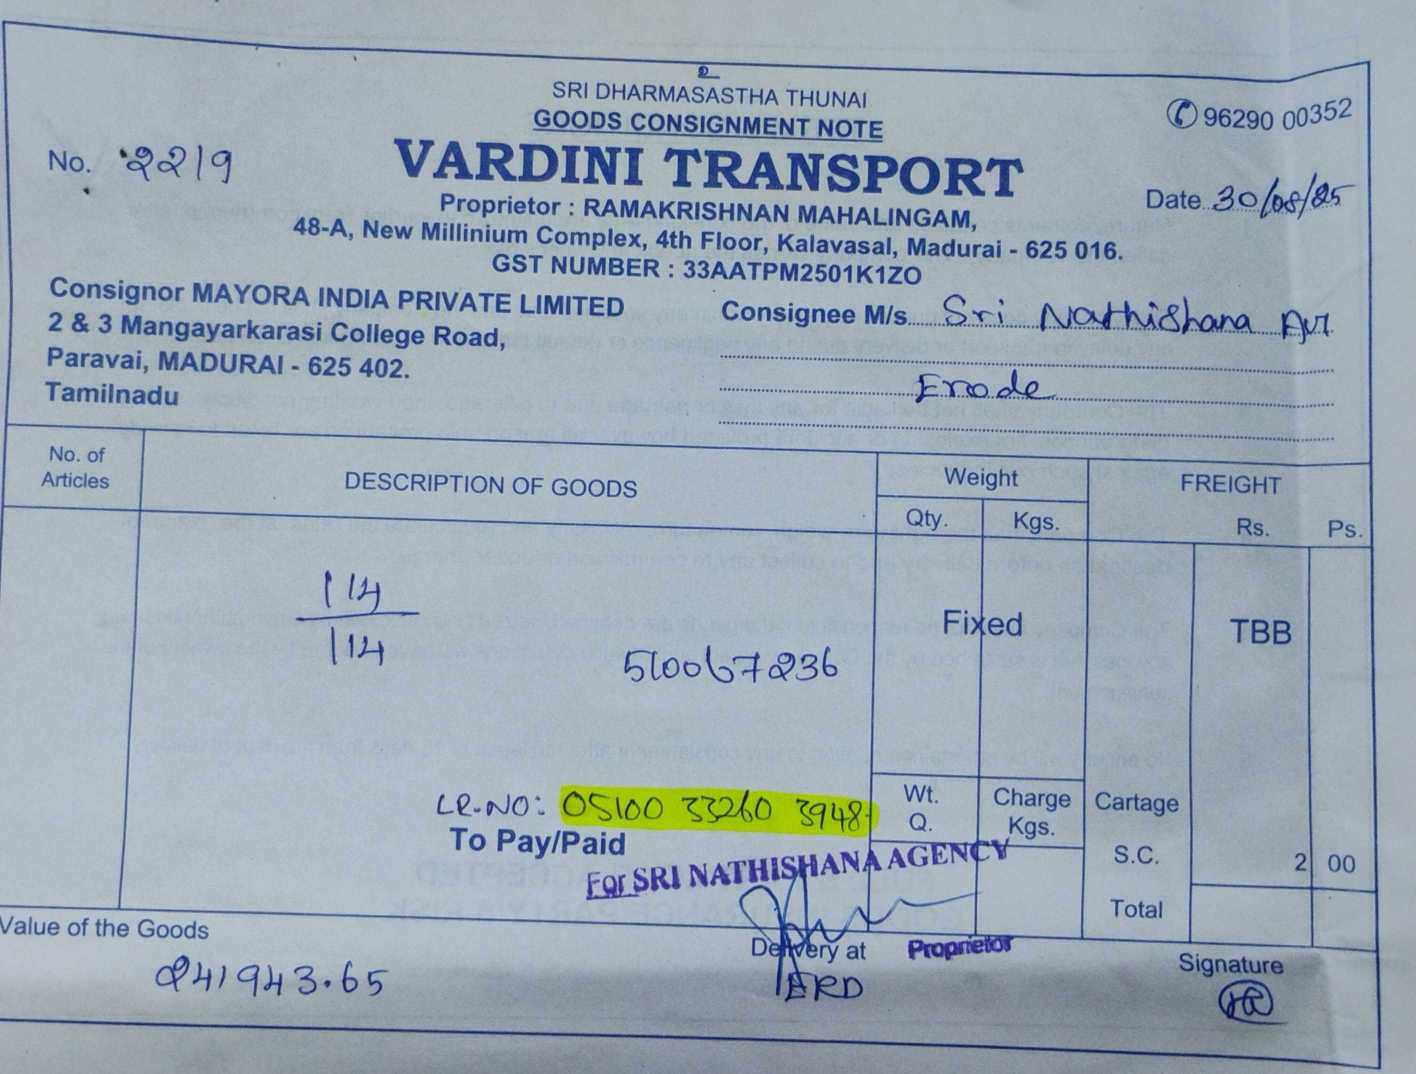 SRI DHARMASASTHA THUNAI
GOODS CONSIGNMENT NOTE
✆ 96290 00352
No. 2219
VARDINI TRANSPORT
Date 30/08/25
Proprietor : RAMAKRISHNAN MAHALINGAM,
48-A, New Millinium Complex, 4th Floor, Kalavasal, Madurai - 625 016.
GST NUMBER : 33AATPM2501K1ZO
Consignor MAYORA INDIA PRIVATE LIMITED
2 & 3 Mangayarkarasi College Road,
Paravai, MADURAI - 625 402.
Tamilnadu
Consignee M/s. Sri Nathishana
Erode
No. of Articles
DESCRIPTION OF GOODS
Weight
Qty. Kgs.
FREIGHT
Rs. Ps.
114
114
510067236
Fixed
TBB
LR.NO: 05100 33260 3948
To Pay/Paid
Wt. Q.
Charge Kgs.
Cartage
S.C. 2 00
Total
For SRI NATHISHANA AGENCY
Proprietor
Value of the Goods
241943.65
Delivery at
ERD
Signature